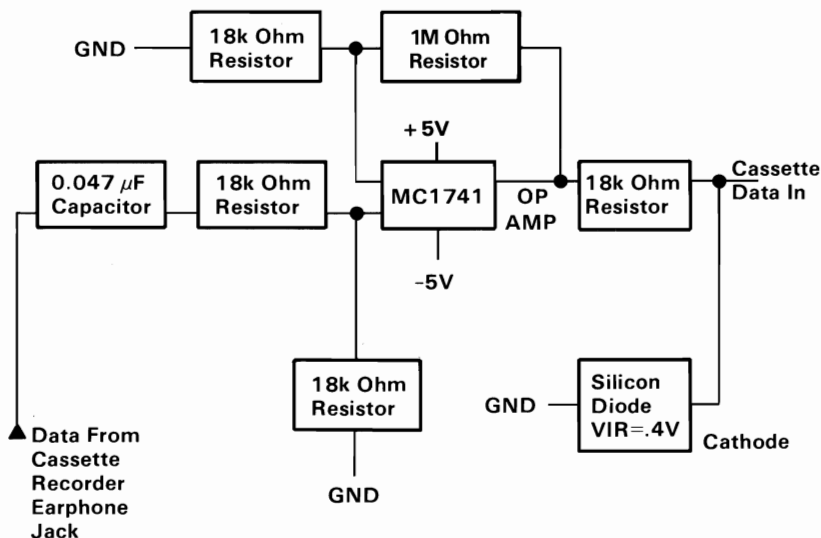 GND
18k Ohm
Resistor
1M Ohm
Resistor
+5V
0.047 μF
Capacitor
18k Ohm
Resistor
MC1741
OP
AMP
18k Ohm
Resistor
Cassette
Data In
-5V
18k Ohm
Resistor
GND
GND
Silicon
Diode
VIR=.4V
Cathode
Data From
Cassette
Recorder
Earphone
Jack